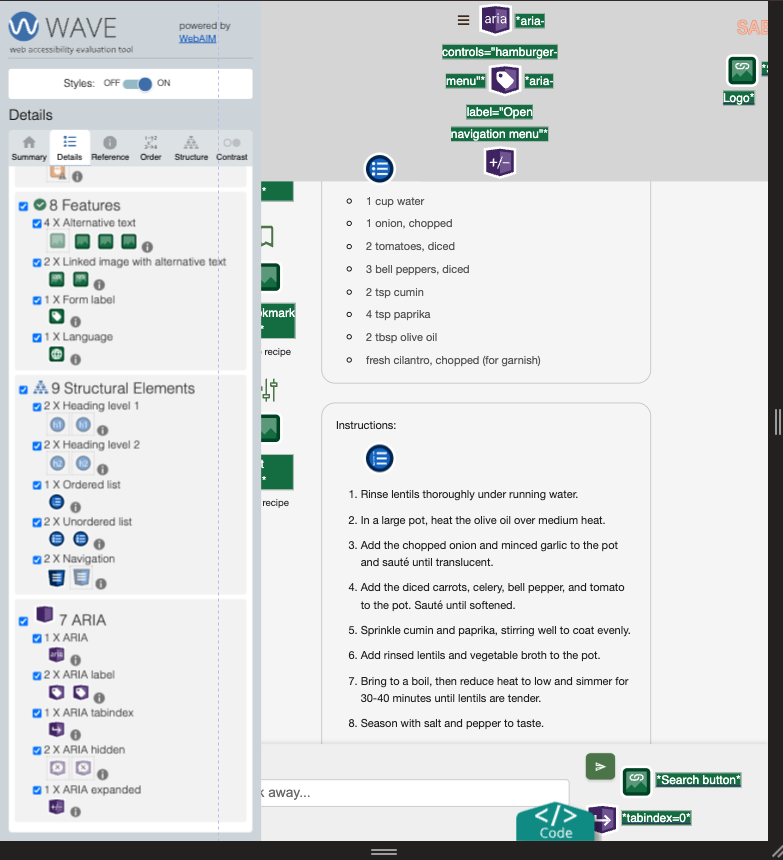 WAVE
powered by
WebAIM
web accessibility evaluation tool
Styles: OFF ON
Details
Summary Details Reference Order Structure Contrast
8 Features
4 X Alternative text
2 X Linked image with alternative text
1 X Form label
1 X Language
9 Structural Elements
2 X Heading level 1
h1 h1
2 X Heading level 2
h2 h2
1 X Ordered list
2 X Unordered list
2 X Navigation
7 ARIA
1 X ARIA
aria
2 X ARIA label
1 X ARIA tabindex
2 X ARIA hidden
1 X ARIA expanded
aria *aria-
controls="hamburger-
menu"* *aria-
label="Open
navigation menu"*
+/-
Logo*
*
1 cup water
1 onion, chopped
2 tomatoes, diced
3 bell peppers, diced
2 tsp cumin
4 tsp paprika
2 tbsp olive oil
fresh cilantro, chopped (for garnish)
kmark
*
recipe
t
*
recipe
Instructions:
1. Rinse lentils thoroughly under running water.
2. In a large pot, heat the olive oil over medium heat.
3. Add the chopped onion and minced garlic to the pot
and sauté until translucent.
4. Add the diced carrots, celery, bell pepper, and tomato
to the pot. Sauté until softened.
5. Sprinkle cumin and paprika, stirring well to coat evenly.
6. Add rinsed lentils and vegetable broth to the pot.
7. Bring to a boil, then reduce heat to low and simmer for
30-40 minutes until lentils are tender.
8. Season with salt and pepper to taste.
k away...
*Search button*
*tabindex=0*
</> Code